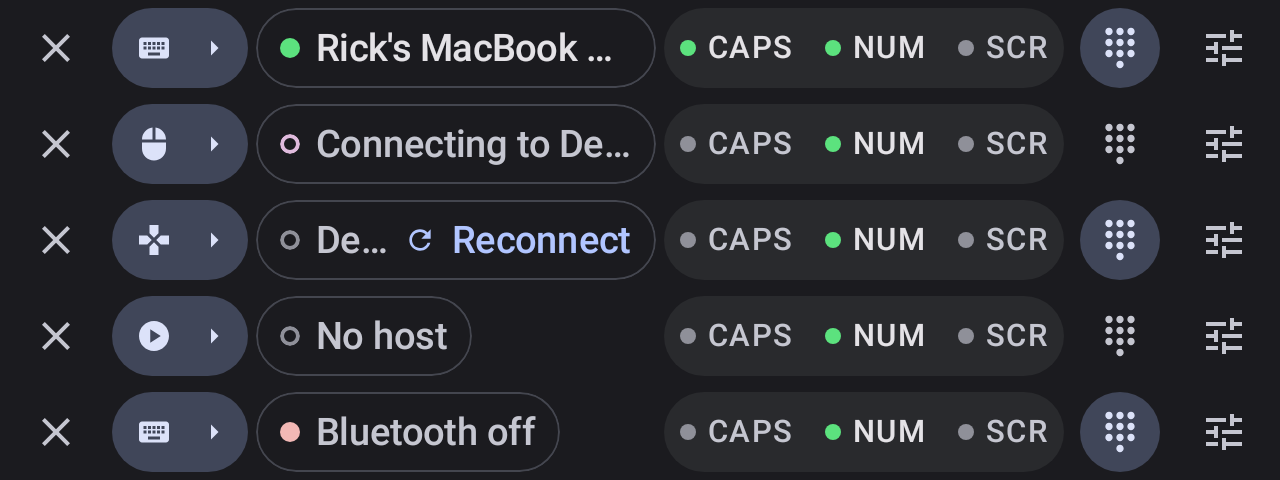 Rick's MacBook ... CAPS NUM SCR
Connecting to De... CAPS NUM SCR
De... Reconnect CAPS NUM SCR
No host CAPS NUM SCR
Bluetooth off CAPS NUM SCR